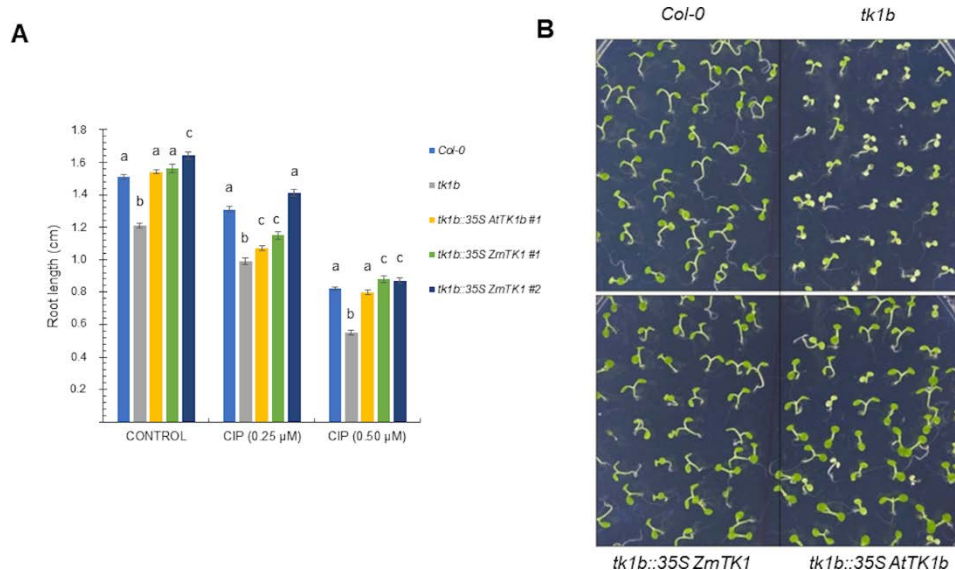 A
B
Col-0 tk1b
1.8
1.6
1.4
1.2
1.0
0.8
0.6
0.4
0.2
Root length (cm)
a b a a c
a b c c a
a b a c c
CONTROL CIP (0.25 μM) CIP (0.50 μM)
Col-0
tk1b
tk1b::35S AtTK1b #1
tk1b::35S ZmTK1 #1
tk1b::35S ZmTK1 #2
tk1b::35S ZmTK1 tk1b::35S AtTK1b